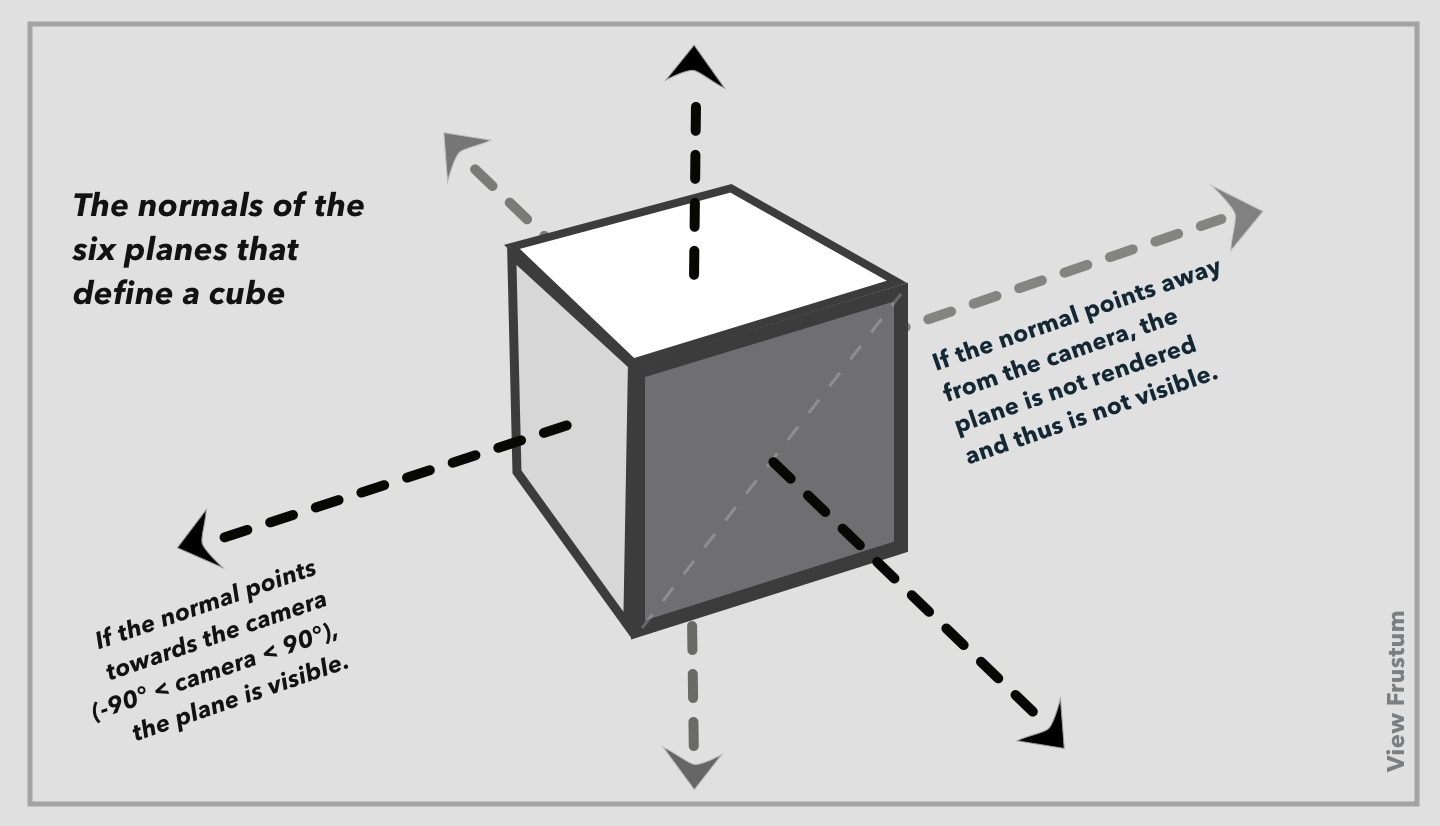 The normals of the
six planes that
define a cube
If the normal points away
from the camera, the
plane is not rendered
and thus is not visible.
If the normal points
towards the camera
(-90° < camera < 90°),
the plane is visible.
View Frustum